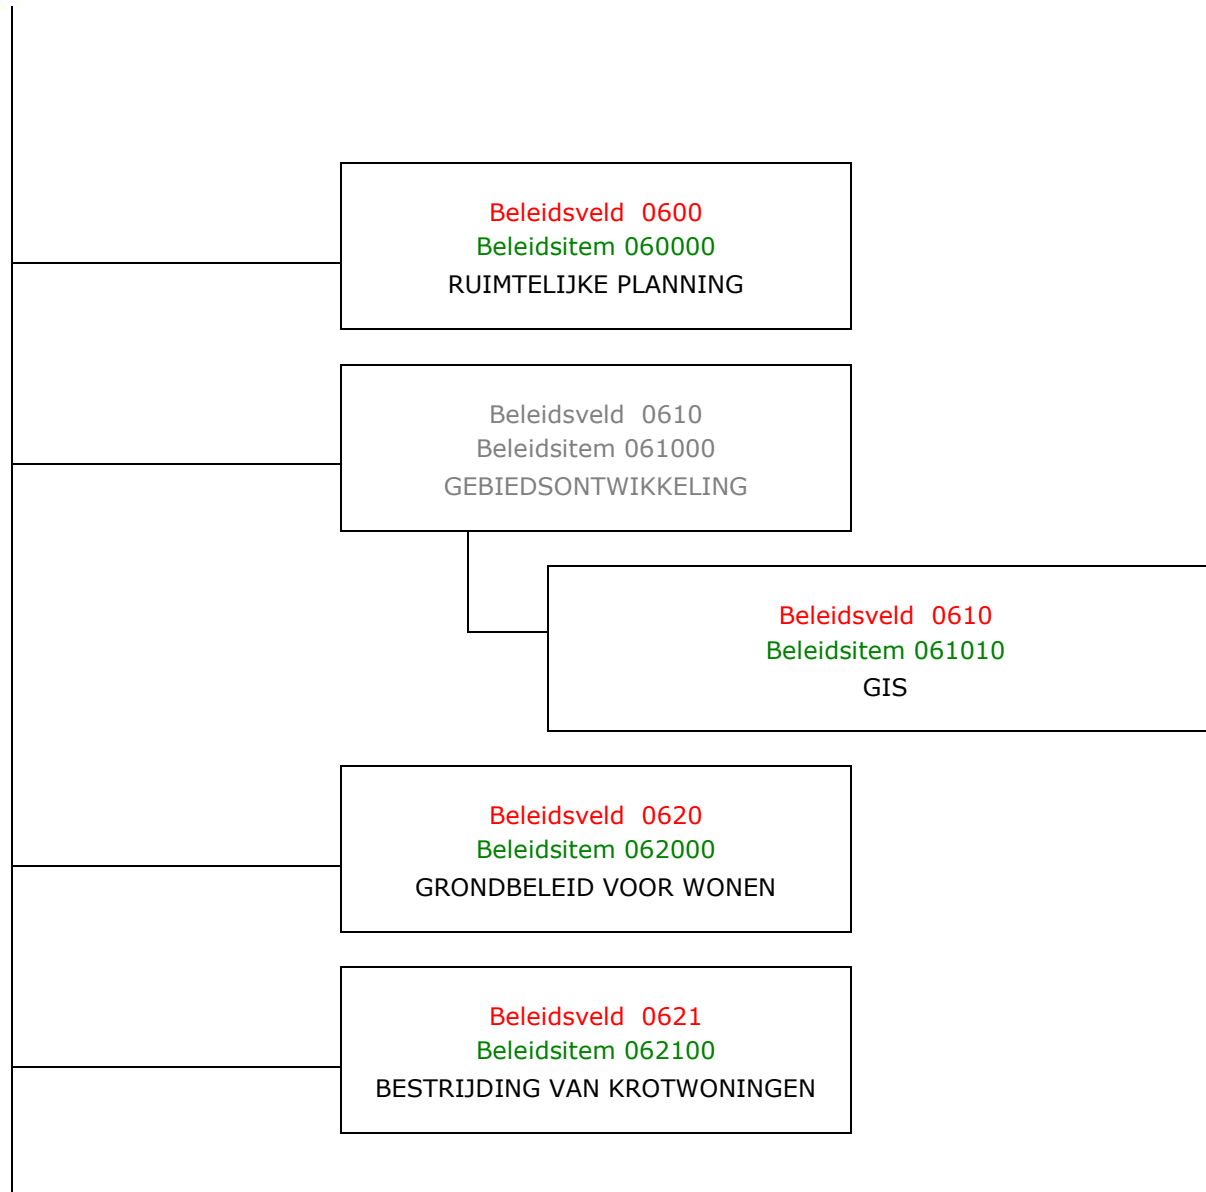 Beleidsveld  0600
Beleidsitem 060000
RUIMTELIJKE PLANNING
Beleidsveld  0610
Beleidsitem 061000
GEBIEDSONTWIKKELING
Beleidsveld  0610
Beleidsitem 061010
GIS
Beleidsveld  0620
Beleidsitem 062000
GRONDBELEID VOOR WONEN
Beleidsveld  0621
Beleidsitem 062100
BESTRIJDING VAN KROTWONINGEN